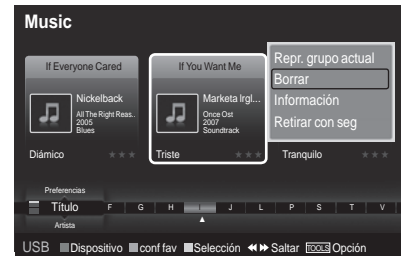 Music
If Everyone Cared
Nickelback
All The Right Reas..
2005
Blues
Diámico
If You Want Me
Marketa Irgl...
Once Ost
2007
Soundtrack
Triste
Repr. grupo actual
Borrar
Información
Retirar con seg
Tranquilo
Preferencias
Título F G H I J L P S T V
Artista
USB Dispositivo conf fav Selección Saltar TOOLS Opción